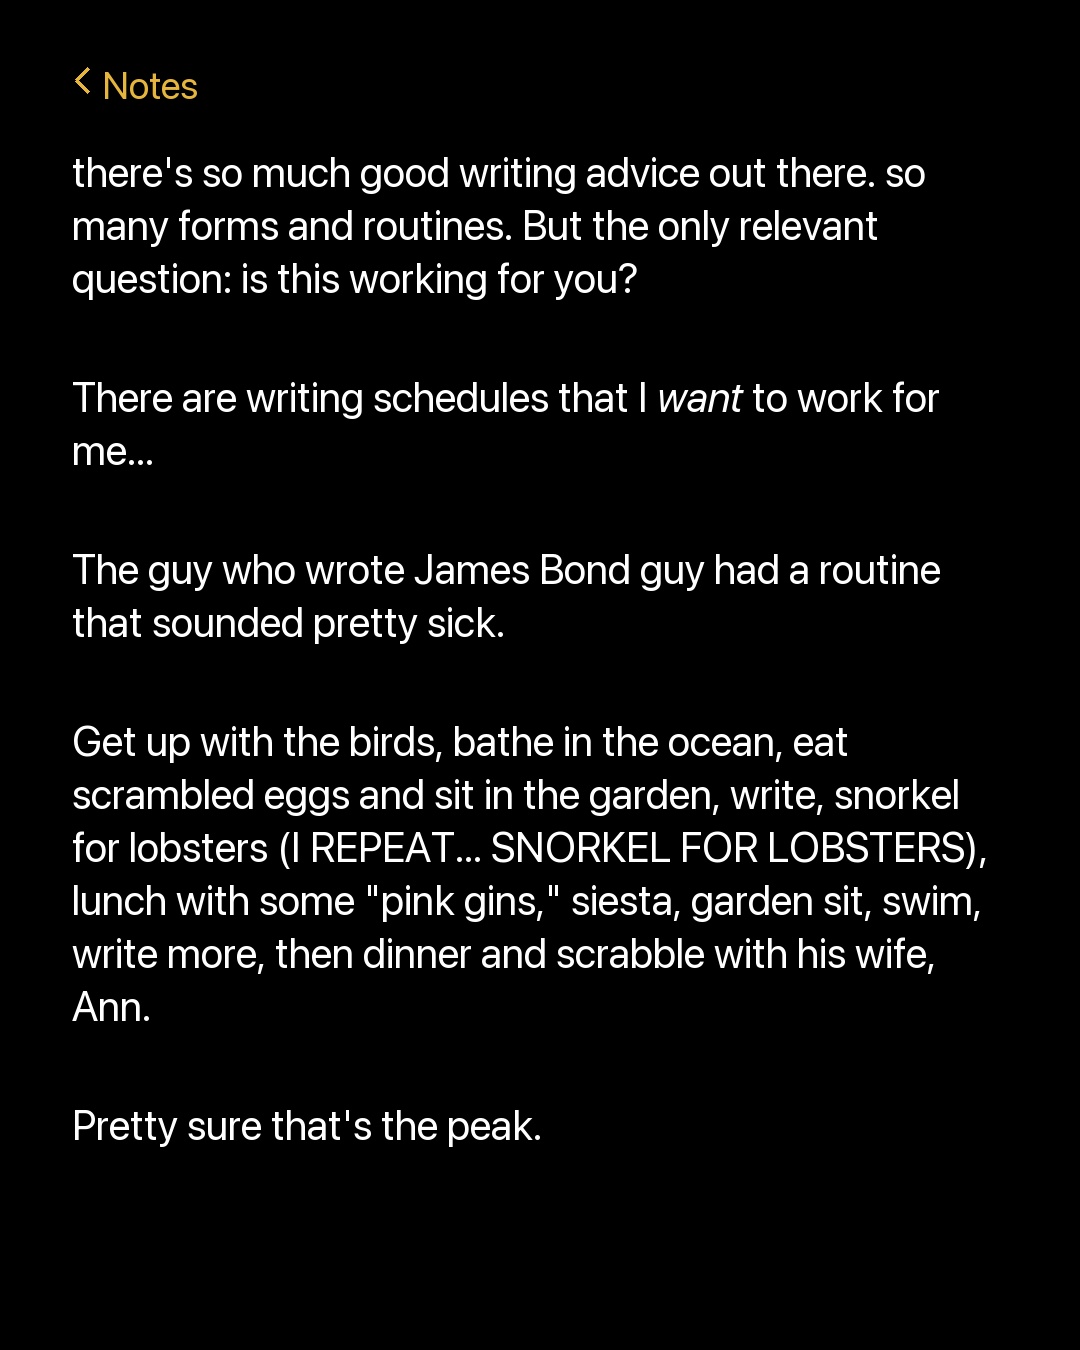 Notes
there's so much good writing advice out there. so
many forms and routines. But the only relevant
question: is this working for you?
There are writing schedules that I want to work for
me...
The guy who wrote James Bond guy had a routine
that sounded pretty sick.
Get up with the birds, bathe in the ocean, eat
scrambled eggs and sit in the garden, write, snorkel
for lobsters (I REPEAT... SNORKEL FOR LOBSTERS),
lunch with some "pink gins," siesta, garden sit, swim,
write more, then dinner and scrabble with his wife,
Ann.
Pretty sure that's the peak.